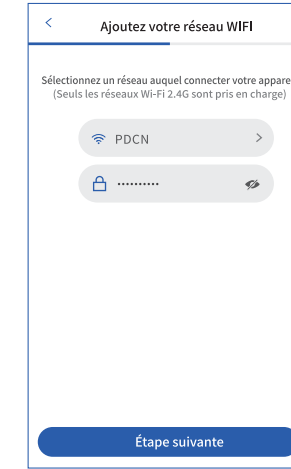 Ajoutez votre réseau WIFI
Sélectionnez un réseau auquel connecter votre appare
(Seuls les réseaux Wi-Fi 2.4G sont pris en charge)
PDCN
··········
Étape suivante